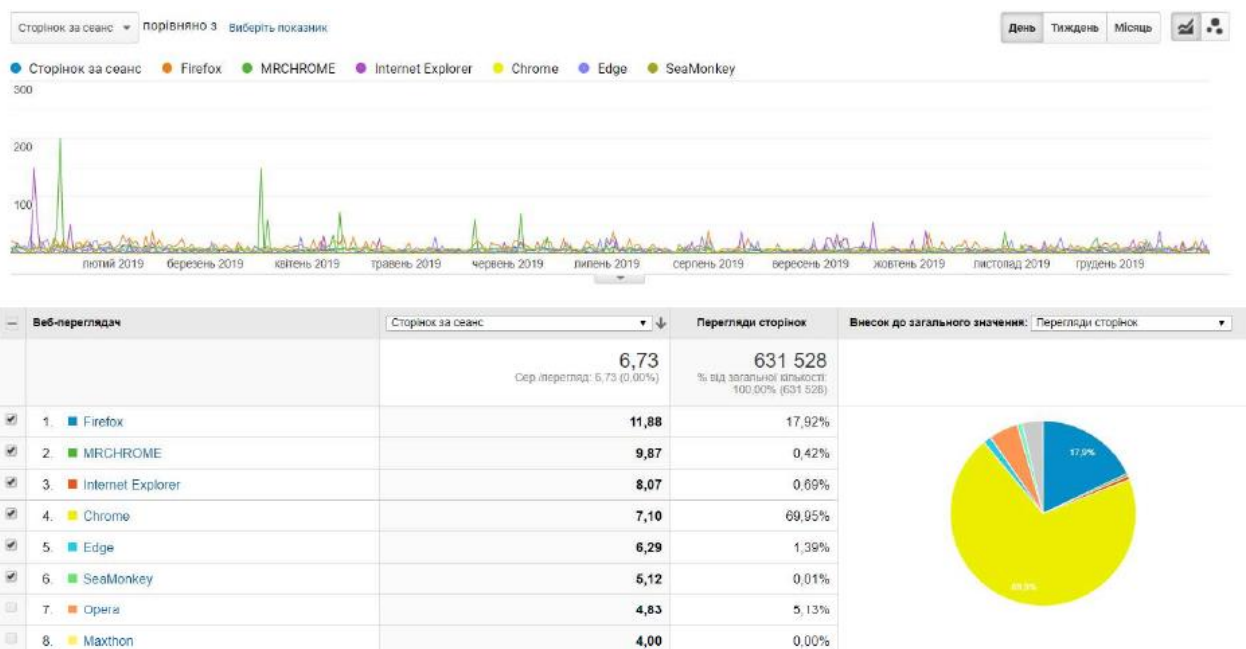 Сторінок за сеанс порівняно з Виберіть показник День Тиждень Місяць
Сторінок за сеанс Firefox MRCHROME Internet Explorer Chrome Edge SeaMonkey
300
200
100
лютий 2019 березень 2019 квітень 2019 травень 2019 червень 2019 липень 2019 серпень 2019 вересень 2019 жовтень 2019 листопад 2019 грудень 2019
Веб-переглядач Сторінок за сеанс Перегляди сторінок Внесок до загального значення: Перегляди сторінок
6,73 631 528
Сер./перегляд: 6,73 (0,00%) % від загальної кількості:
100,00% (631 528)
1. Firefox 11,88 17,92%
2. MRCHROME 9,87 0,42%
3. Internet Explorer 8,07 0,69%
4. Chrome 7,10 69,95%
5. Edge 6,29 1,39%
6. SeaMonkey 5,12 0,01%
7. Opera 4,83 5,13%
8. Maxthon 4,00 0,00%
17,9%